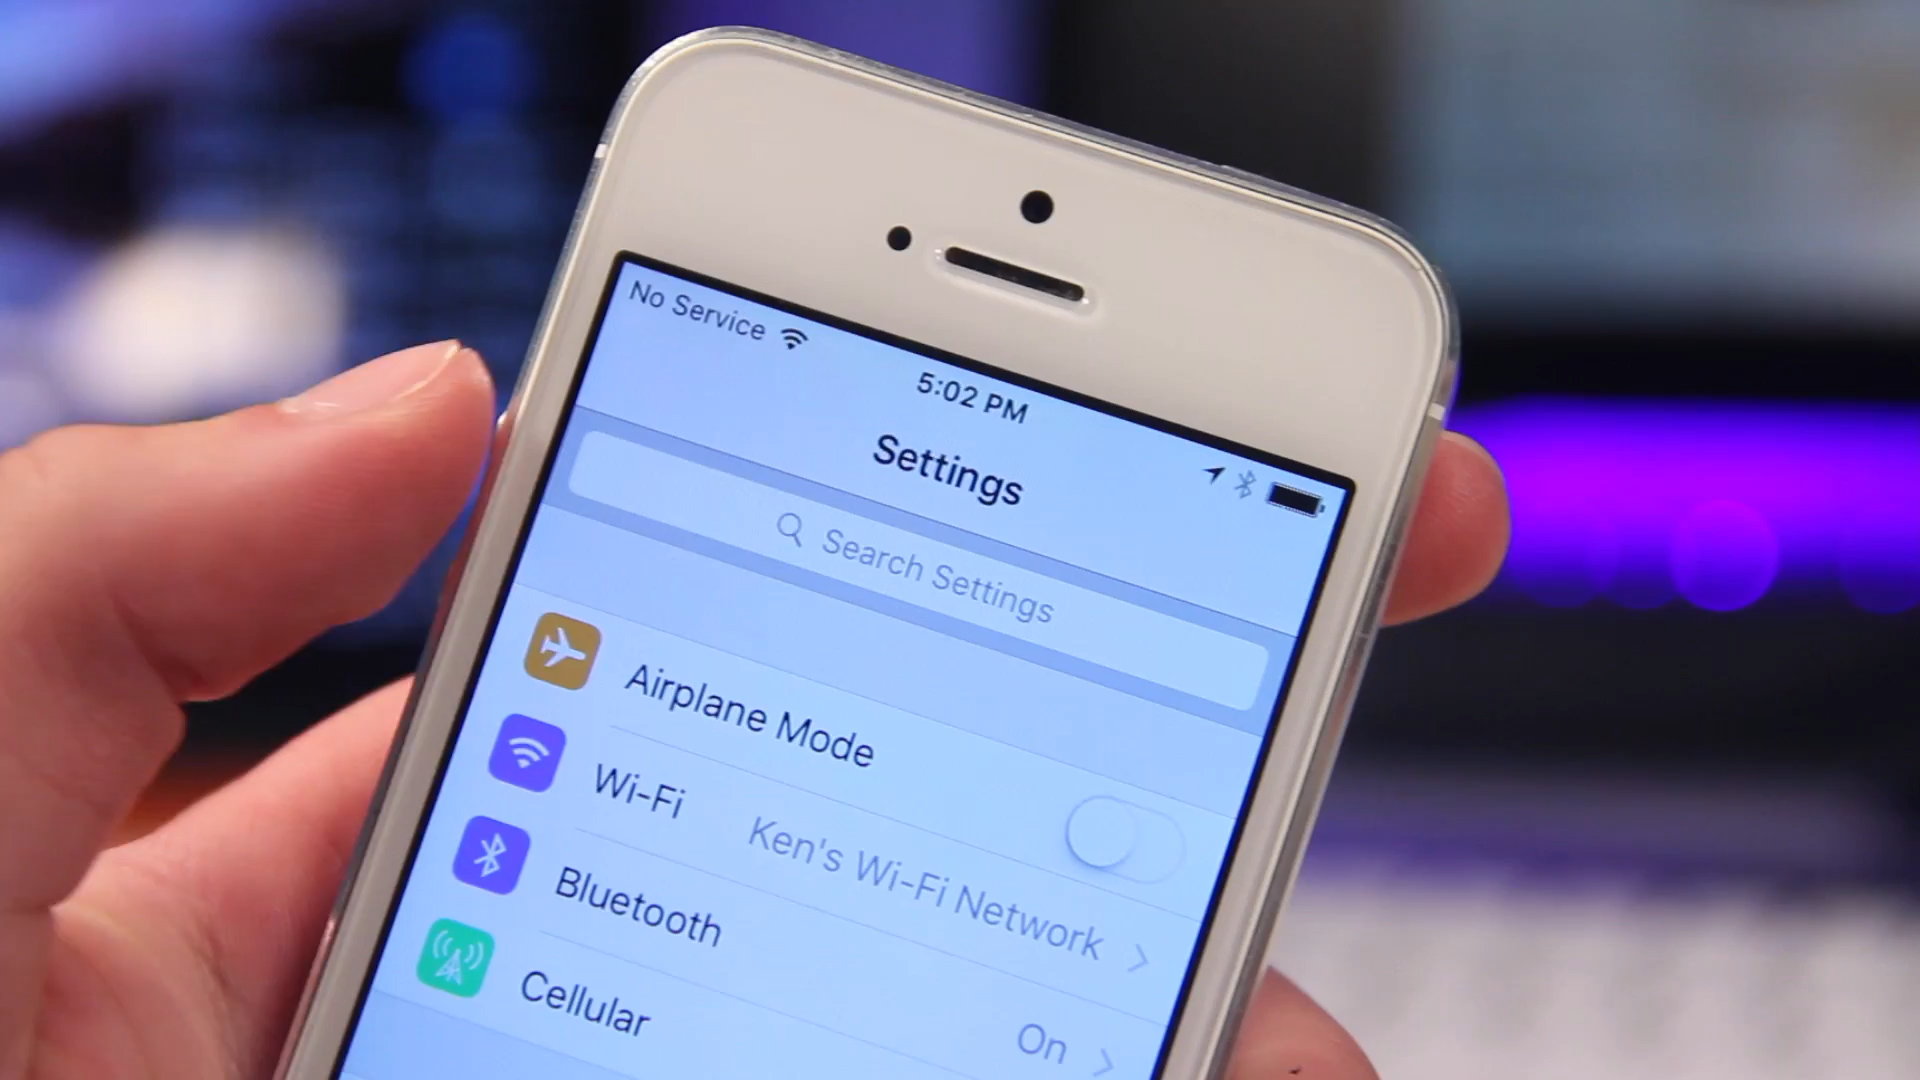 No Service
5:02 PM
Settings
Search Settings
Airplane Mode
Wi-Fi Ken's Wi-Fi Network
Bluetooth On
Cellular